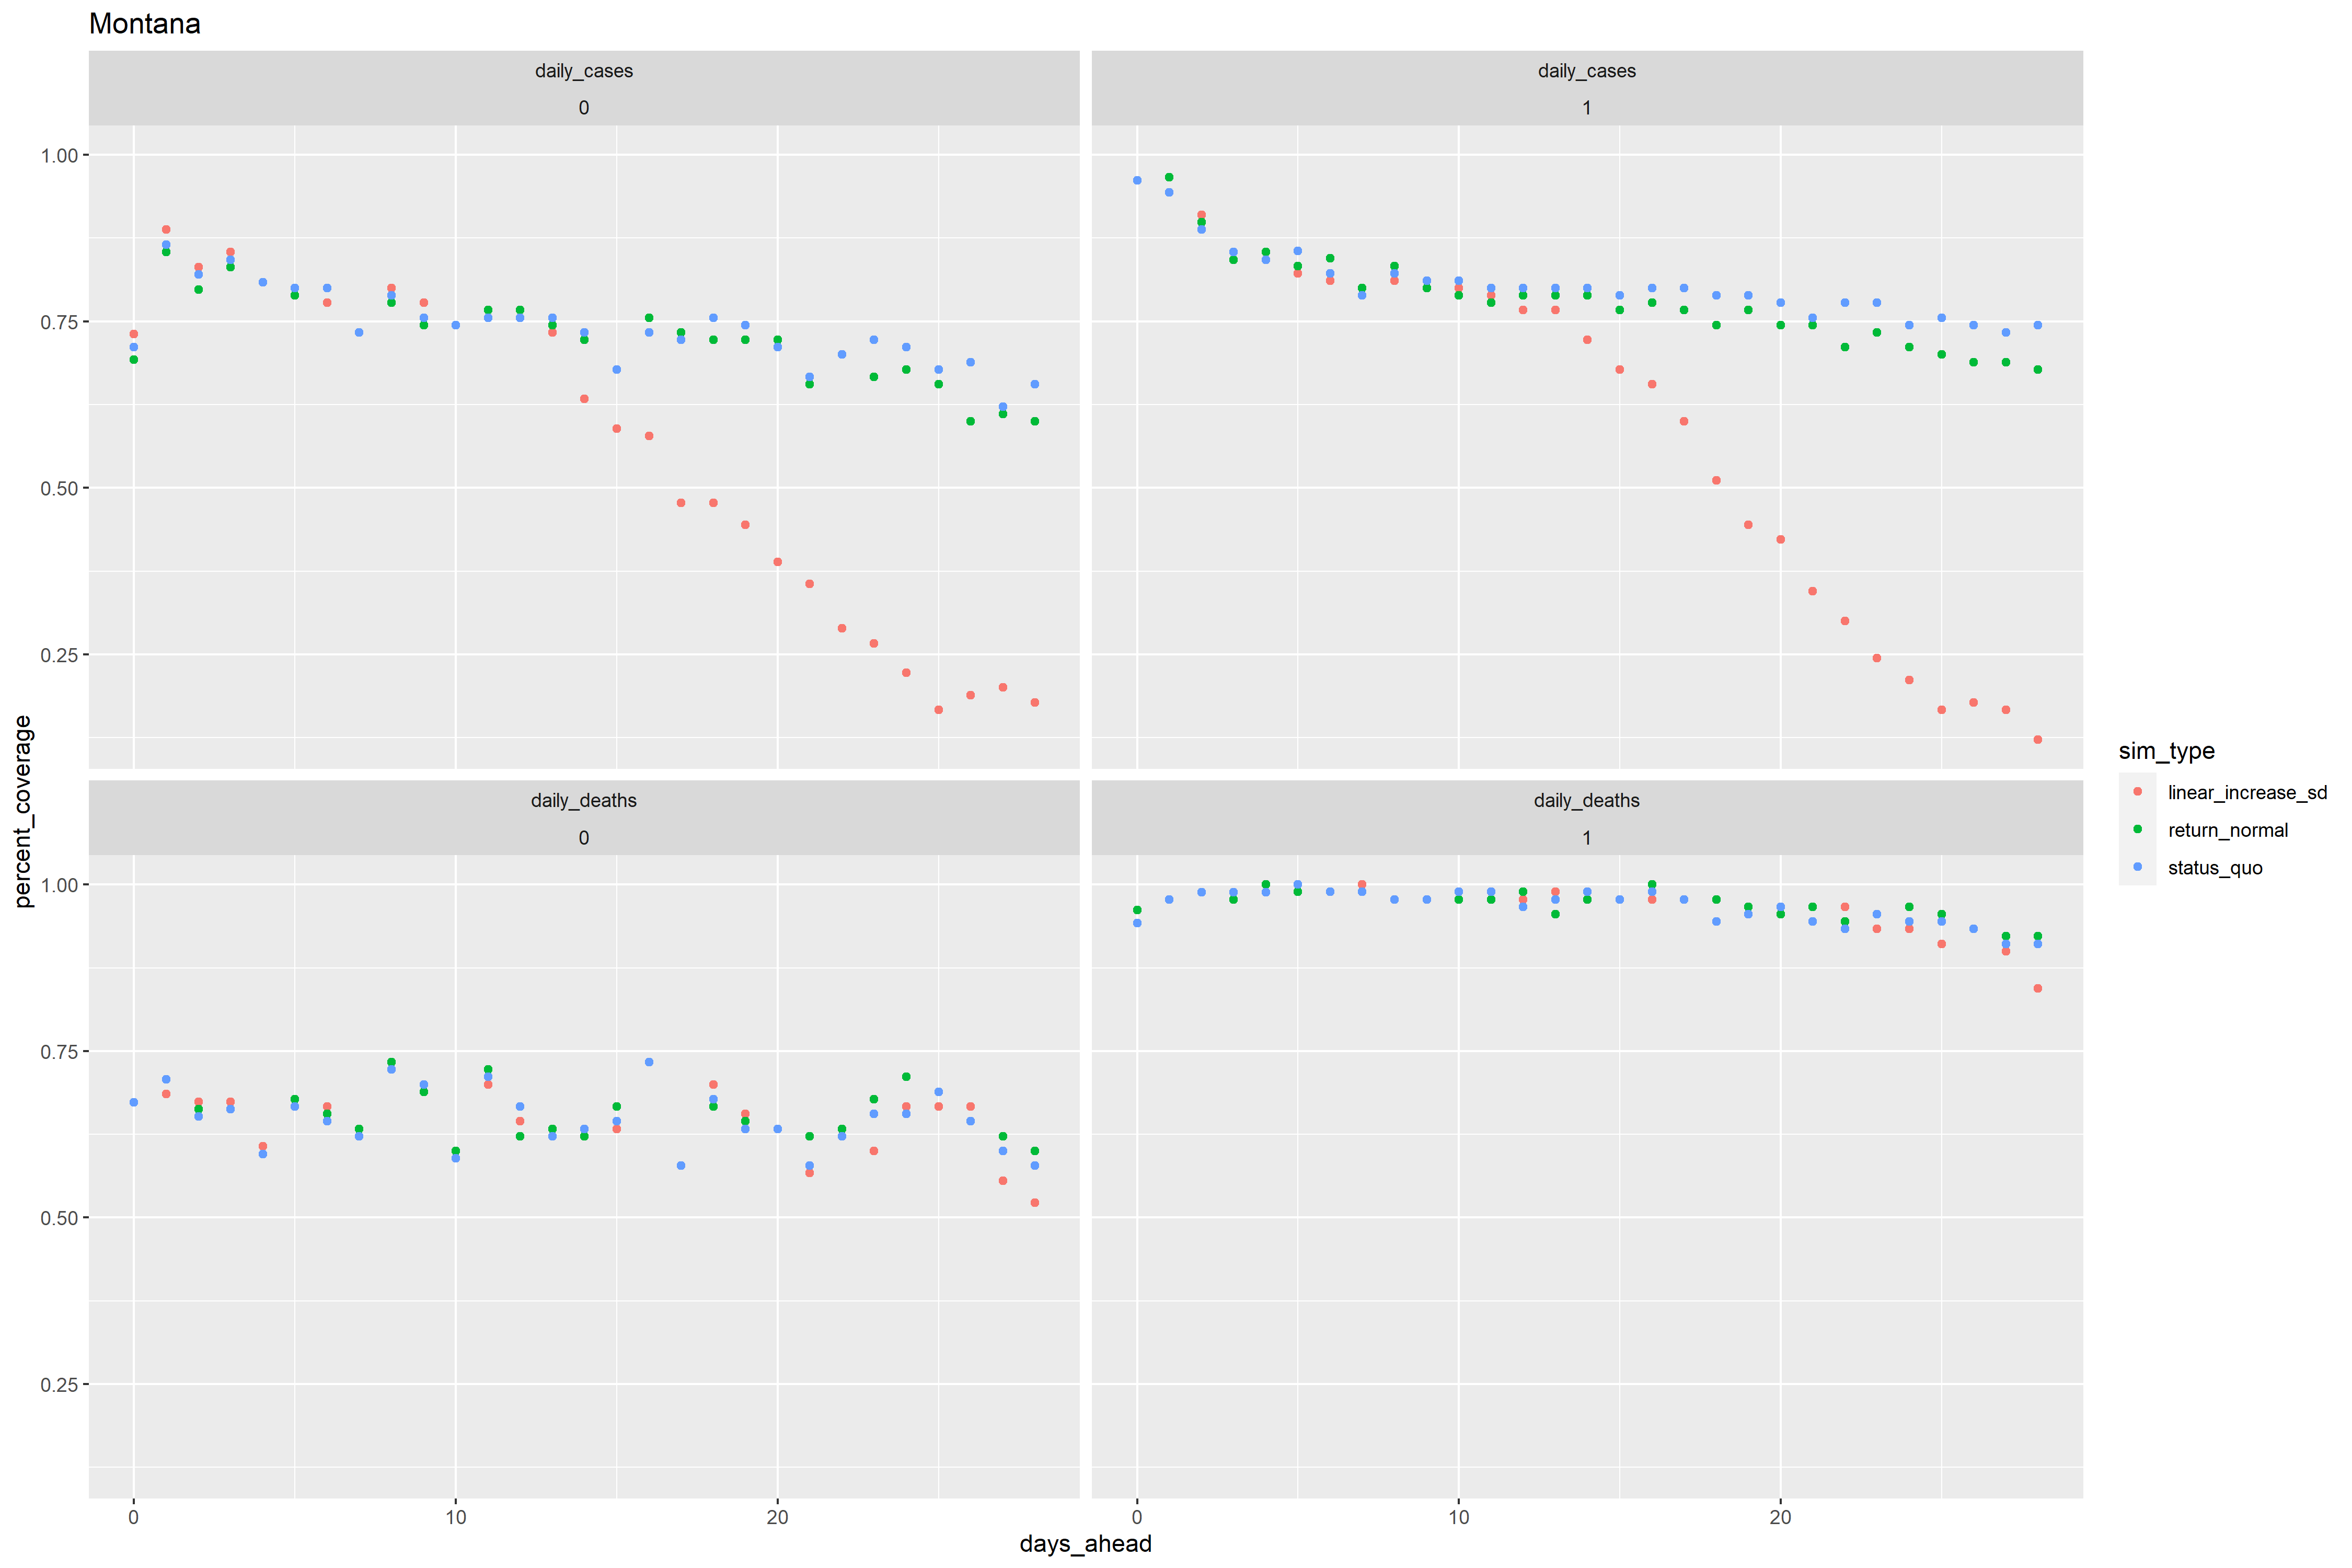 Montana
daily_cases
0
daily_cases
1
1.00
0.75
0.50
0.25
daily_deaths
0
daily_deaths
1
1.00
0.75
0.50
0.25
0
10
20
0
10
20
days_ahead
percent_coverage
sim_type
linear_increase_sd
return_normal
status_quo